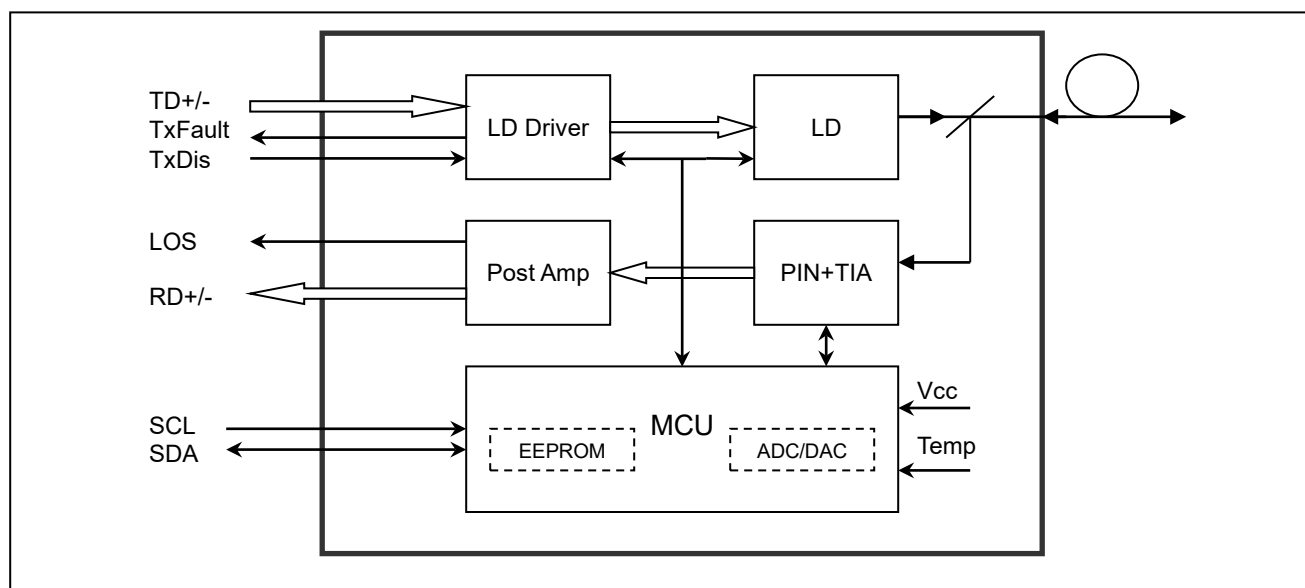 TD+/-
TxFault
TxDis
LD Driver
LD
LOS
RD+/-
Post Amp
PIN+TIA
SCL
SDA
MCU
EEPROM
ADC/DAC
Vcc
Temp